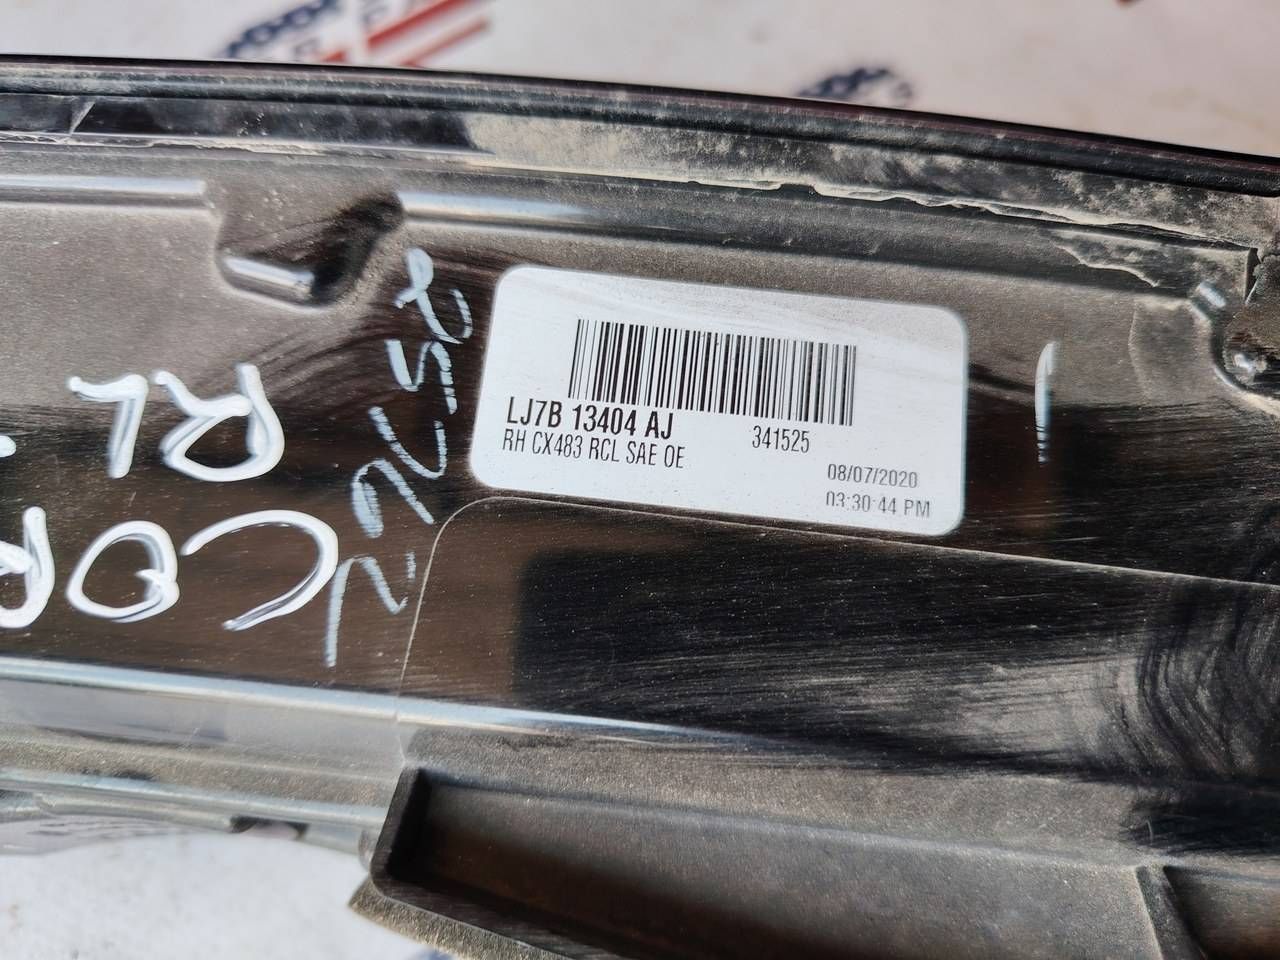 LJ7B 13404 AJ
341525
RH CX483 RCL SAE OE
08/07/2020
03:30:44 PM
RL